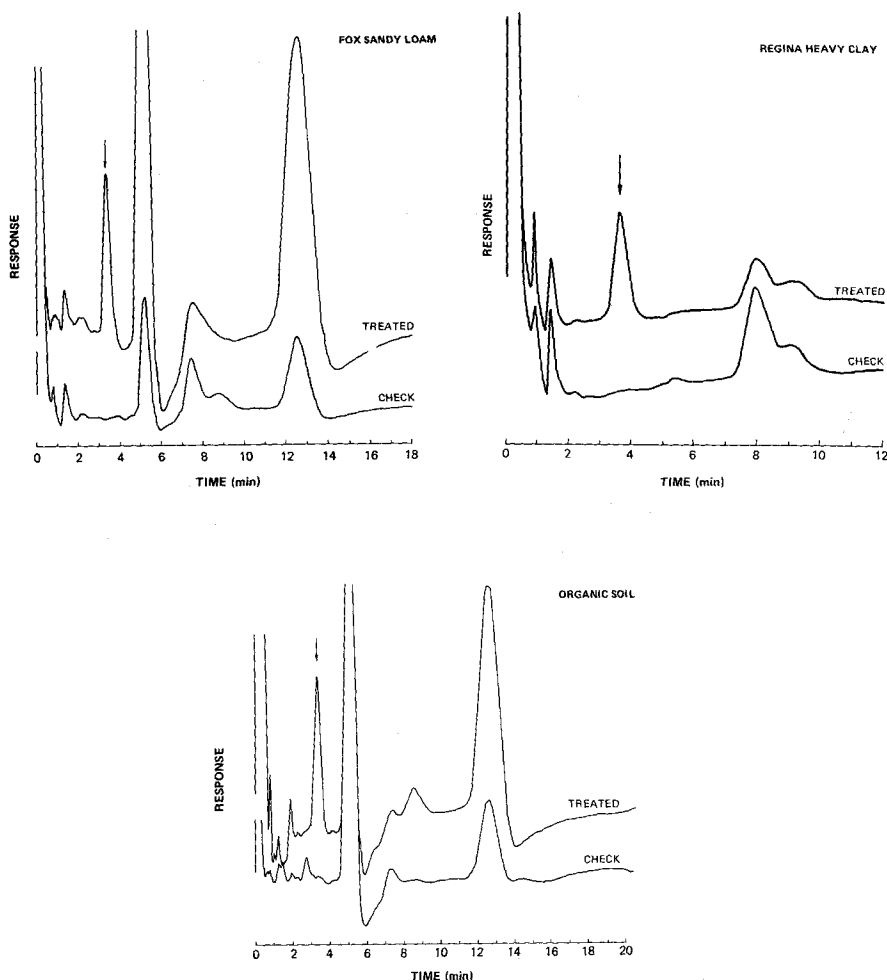 FOX SANDY LOAM
RESPONSE
TREATED
CHECK
0 2 4 6 8 10 12 14 16 18
TIME (min)
REGINA HEAVY CLAY
RESPONSE
TREATED
CHECK
0 2 4 6 8 10 12
TIME (min)
ORGANIC SOIL
RESPONSE
TREATED
CHECK
0 2 4 6 8 10 12 14 16 18 20
TIME (min)